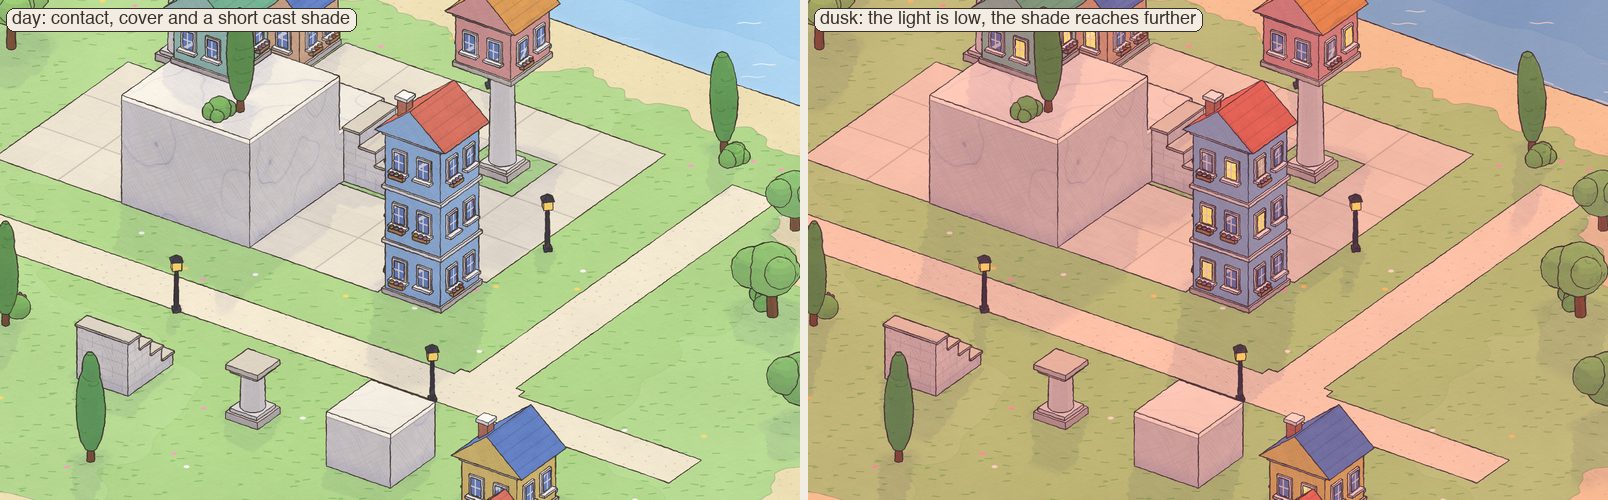 day: contact, cover and a short cast shade
dusk: the light is low, the shade reaches further